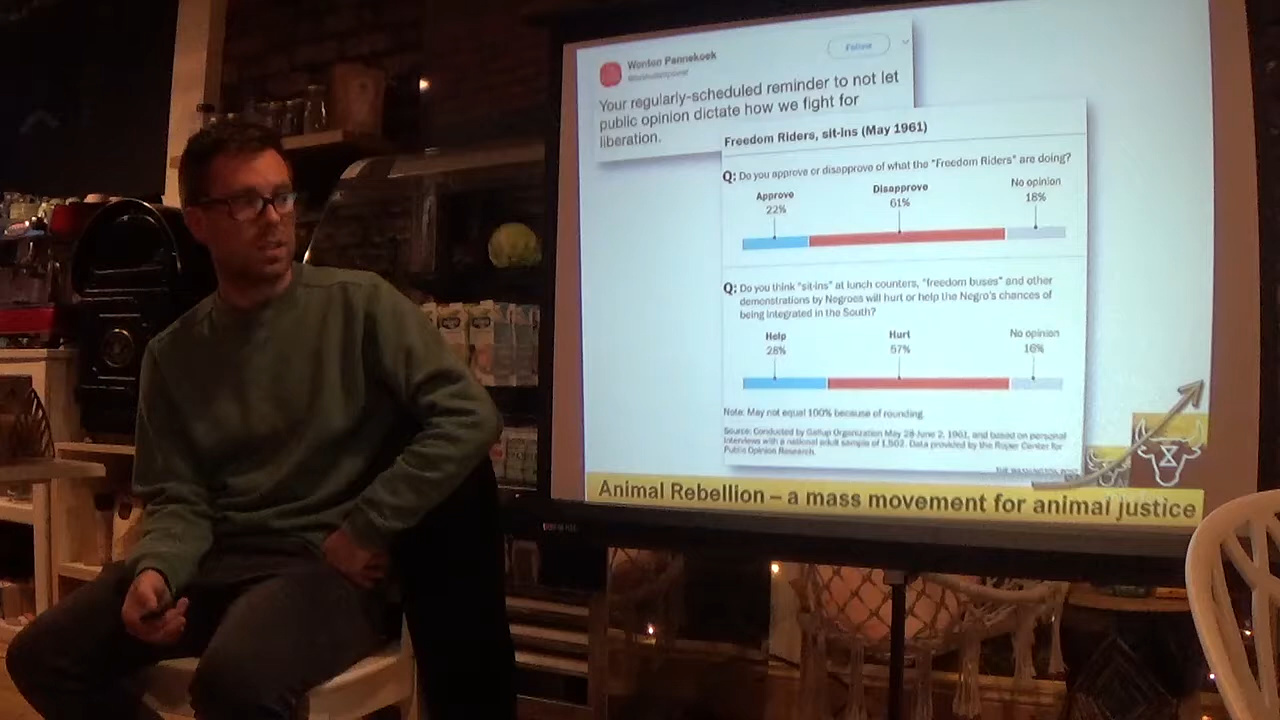 Wonton Pannekoek
Follow
Your regularly-scheduled reminder to not let
public opinion dictate how we fight for
liberation.
Freedom Riders, sit-ins (May 1961)
Q: Do you approve or disapprove of what the "Freedom Riders" are doing?
Approve
22%
Disapprove
61%
No opinion
18%
Q: Do you think "sit-ins" at lunch counters, "freedom buses" and other
demonstrations by Negroes will hurt or help the Negro's chances of
being integrated in the South?
Help
28%
Hurt
57%
No opinion
16%
Note: May not equal 100% because of rounding
Source: Conducted by Gallup Organization May 28-June 2, 1961, and based on personal
interviews with a national adult sample of 1,502. Data provided by the Roper Center for
Public Opinion Research.
THE WASHINGTON POST
Animal Rebellion – a mass movement for animal justice